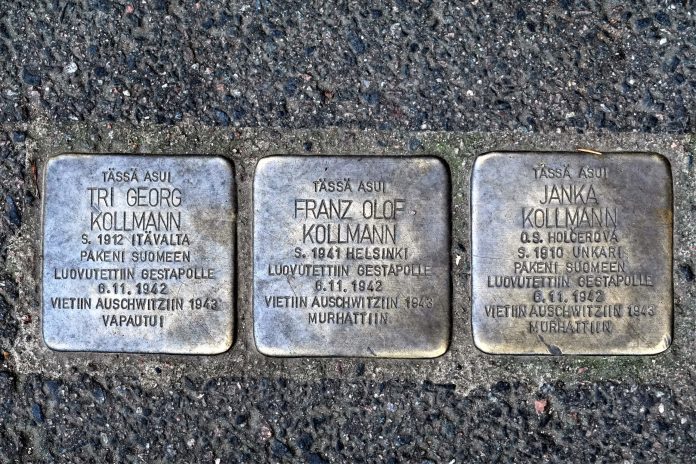 TÄSSÄ ASUI
TRI GEORG
KOLLMANN
S. 1912 ITÄVALTA
PAKENI SUOMEEN
LUOVUTETTIIN GESTAPOLLE
6.11.1942
VIETIIN AUSCHWITZIIN 1943
VAPAUTUI
TÄSSÄ ASUI
FRANZ OLOF
KOLLMANN
S. 1941 HELSINKI
LUOVUTETTIIN GESTAPOLLE
6.11.1942
VIETIIN AUSCHWITZIIN 1943
MURHATTIIN
TÄSSÄ ASUI
JANKA
KOLLMANN
O.S. HOLCEROVÁ
S. 1910 UNKARI
PAKENI SUOMEEN
LUOVUTETTIIN GESTAPOLLE
6.11.1942
VIETIIN AUSCHWITZIIN 1943
MURHATTIIN